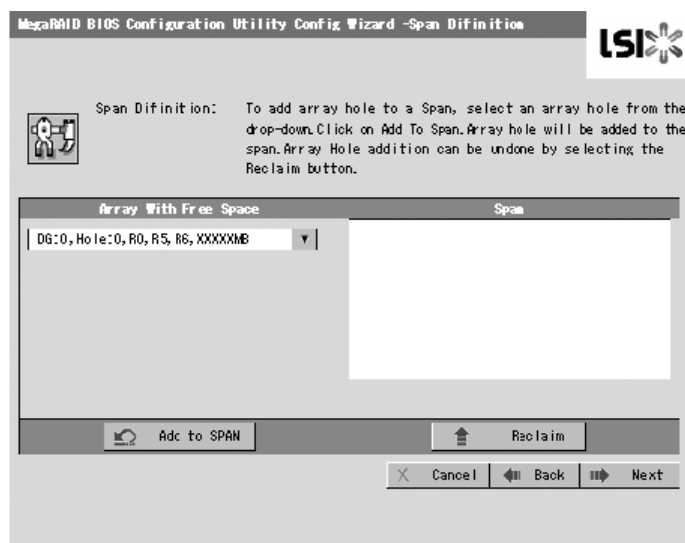 MegaRAID BIOS Configuration Utility Config Wizard -Span Difinition
LSI
Span Difinition:
To add array hole to a Span, select an array hole from the
drop-down.Click on Add To Span.Array hole will be added to the
span.Array Hole addition can be undone by selecting the
Reclaim button.
Array With Free Space
Span
DG:0,Hole:0,R0,R5,R6,XXXXXMB
Add to SPAN
Reclaim
X Cancel
Back
Next